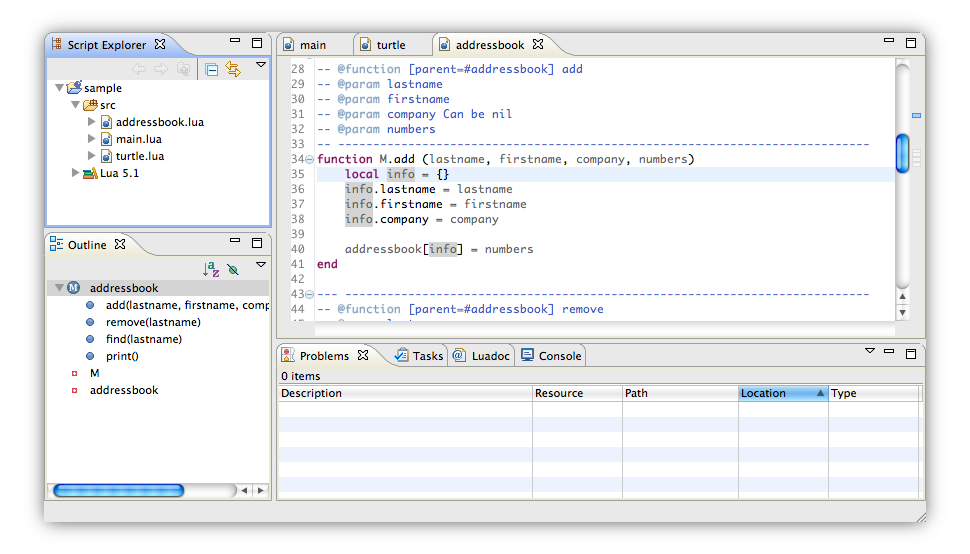 Script Explorer
sample
src
addressbook.lua
main.lua
turtle.lua
Lua 5.1
Outline
addressbook
add(lastname, firstname, comp
remove(lastname)
find(lastname)
print()
M
addressbook
main turtle addressbook
28 -- @function [parent=#addressbook] add
29 -- @param lastname
30 -- @param firstname
31 -- @param company Can be nil
32 -- @param numbers
33 -- ------------------------------------------------------------------------
34 function M.add (lastname, firstname, company, numbers)
35 local info = {}
36 info.lastname = lastname
37 info.firstname = firstname
38 info.company = company
39
40 addressbook[info] = numbers
41 end
42
43 --- ------------------------------------------------------------------------
44 -- @function [parent=#addressbook] remove
Problems Tasks Luadoc Console
0 items
Description Resource Path Location Type